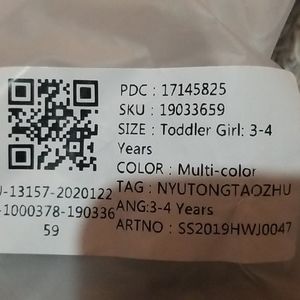 PDC : 17145825
SKU : 19033659
SIZE : Toddler Girl: 3-4
Years
COLOR : Multi-color
TAG : NYUTONGTAOZHU
ANG:3-4 Years
ARTNO : SS2019HWJ0047
-13157-2020122
-1000378-190336
59